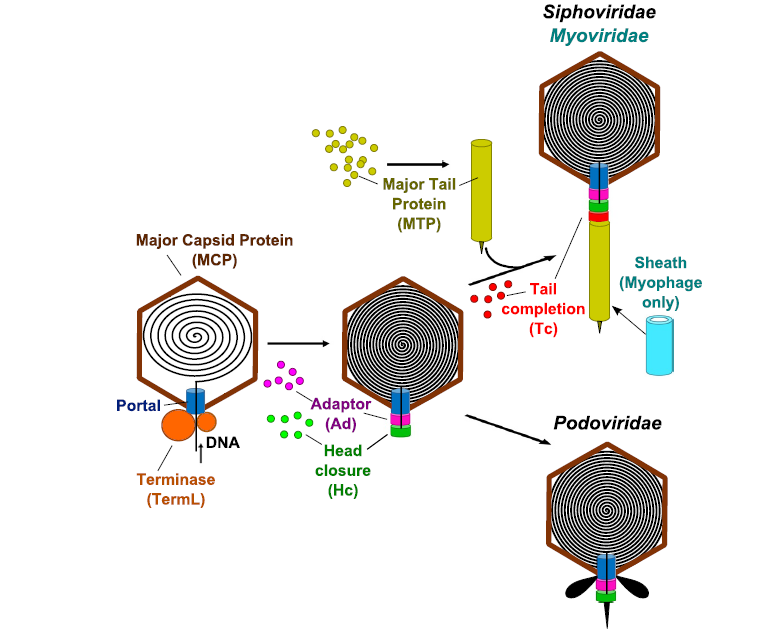 Siphoviridae
Myoviridae
Major Tail
Protein
(MTP)
Major Capsid Protein
(MCP)
Sheath
(Myophage
only)
Tail
completion
(Tc)
Portal
Adaptor
(Ad)
DNA
Head
closure
(Hc)
Terminase
(TermL)
Podoviridae